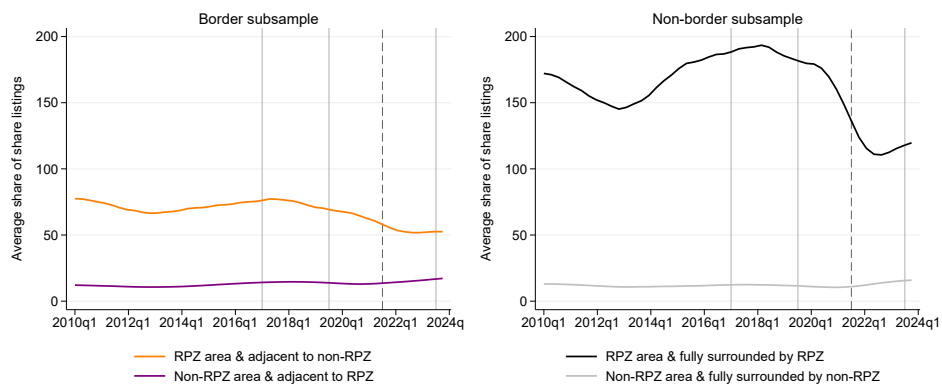 Border subsample
Average share of share listings
200
150
100
50
0
2010q1 2012q1 2014q1 2016q1 2018q1 2020q1 2022q1 2024q
RPZ area & adjacent to non-RPZ
Non-RPZ area & adjacent to RPZ
Non-border subsample
Average share of share listings
200
150
100
50
0
2010q1 2012q1 2014q1 2016q1 2018q1 2020q1 2022q1 2024q1
RPZ area & fully surrounded by RPZ
Non-RPZ area & fully surrounded by non-RPZ